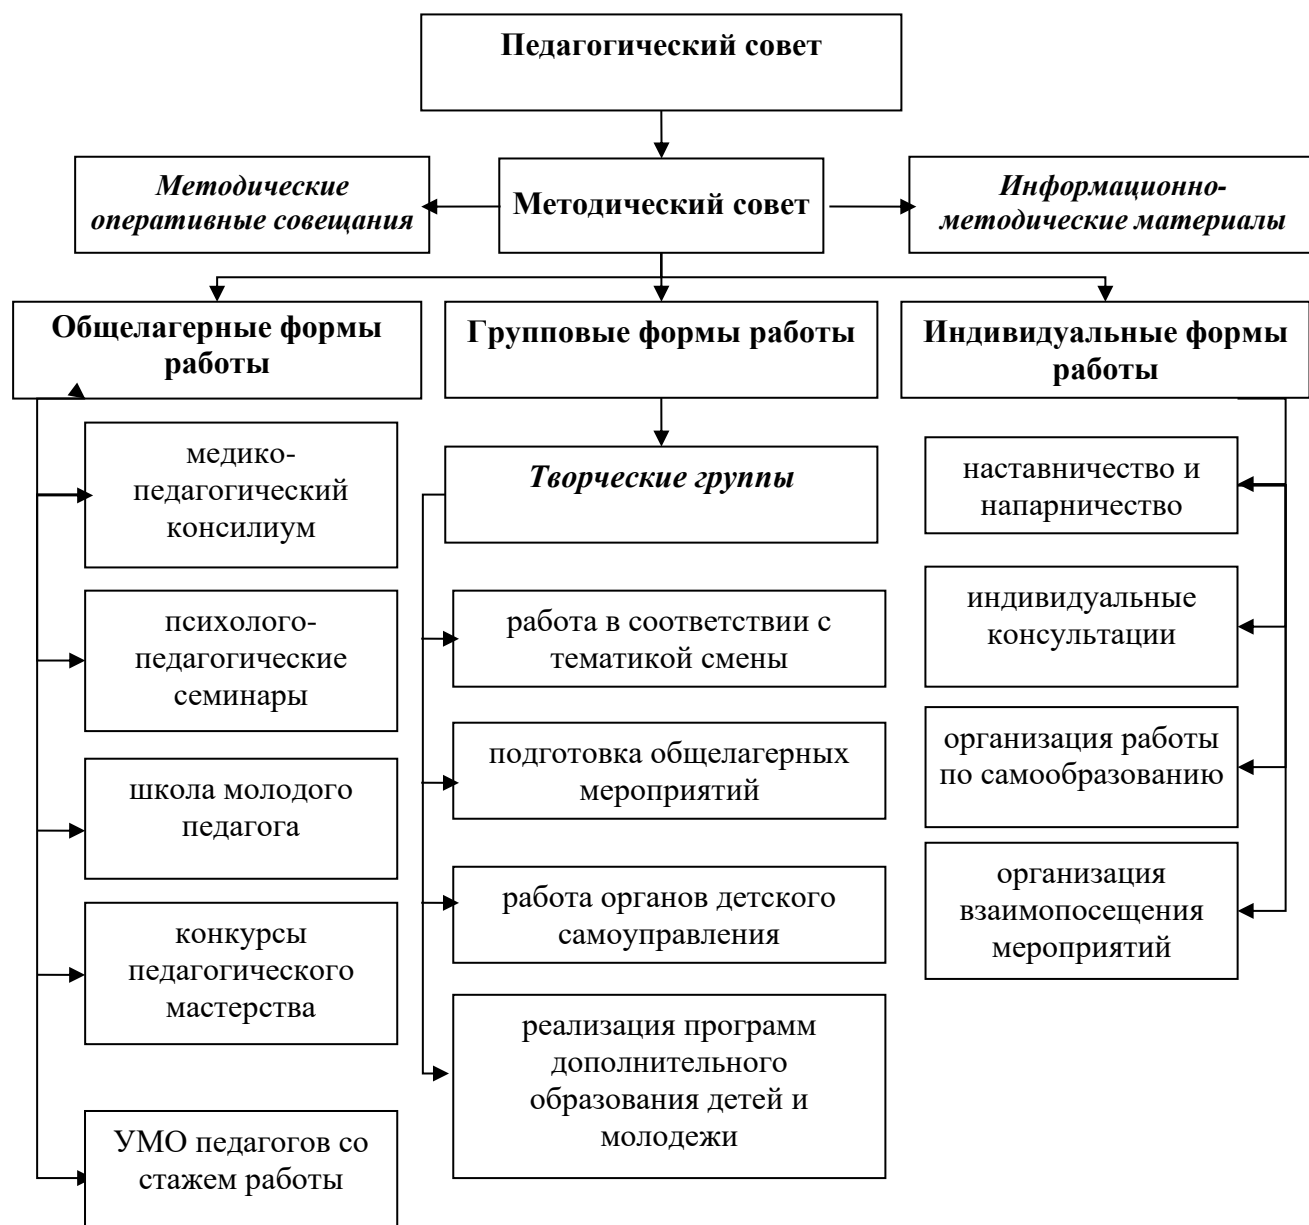 Педагогический совет
Методические
оперативные совещания
Методический совет
Информационно-
методические материалы
Общелагерные формы
работы
Групповые формы работы
Индивидуальные формы
работы
медико-
педагогический
консилиум
психолого-
педагогические
семинары
школа молодого
педагога
конкурсы
педагогического
мастерства
УМО педагогов со
стажем работы
Творческие группы
работа в соответствии с
тематикой смены
подготовка общелагерных
мероприятий
работа органов детского
самоуправления
реализация программ
дополнительного
образования детей и
молодежи
наставничество и
напарничество
индивидуальные
консультации
организация работы
по самообразованию
организация
взаимопосещения
мероприятий